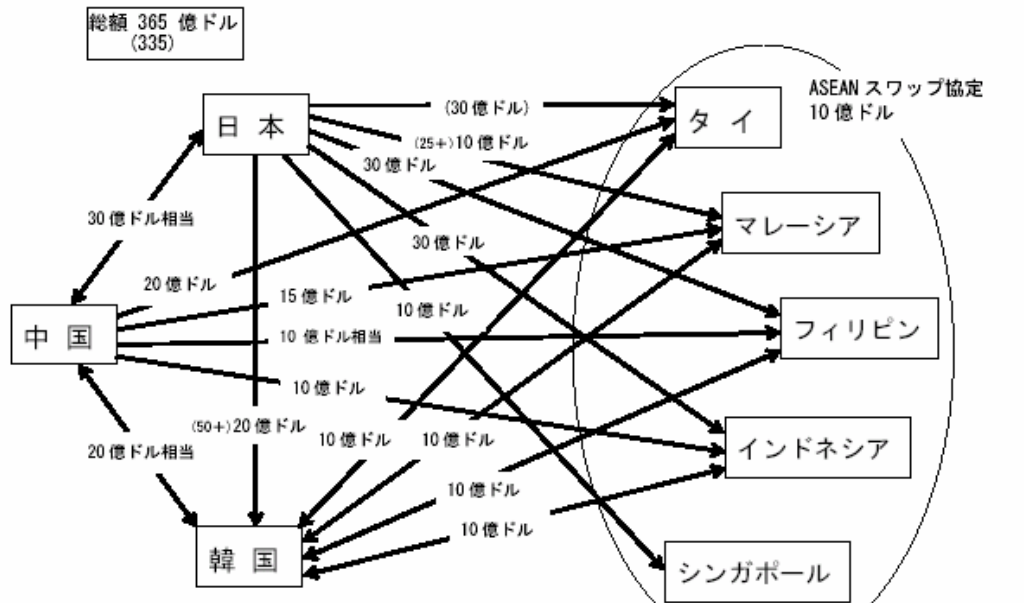 総額 365 億ドル
(335)
ASEAN スワップ協定
10 億ドル
日 本
(30 億ドル)
タ イ
(25+)10 億ドル
30 億ドル
30 億ドル相当
マレーシア
30 億ドル
20 億ドル
15 億ドル
10 億ドル
中 国
10 億ドル相当
フィリピン
10 億ドル
(50+)20 億ドル
10 億ドル
10 億ドル
20 億ドル相当
インドネシア
10 億ドル
10 億ドル
韓 国
シンガポール